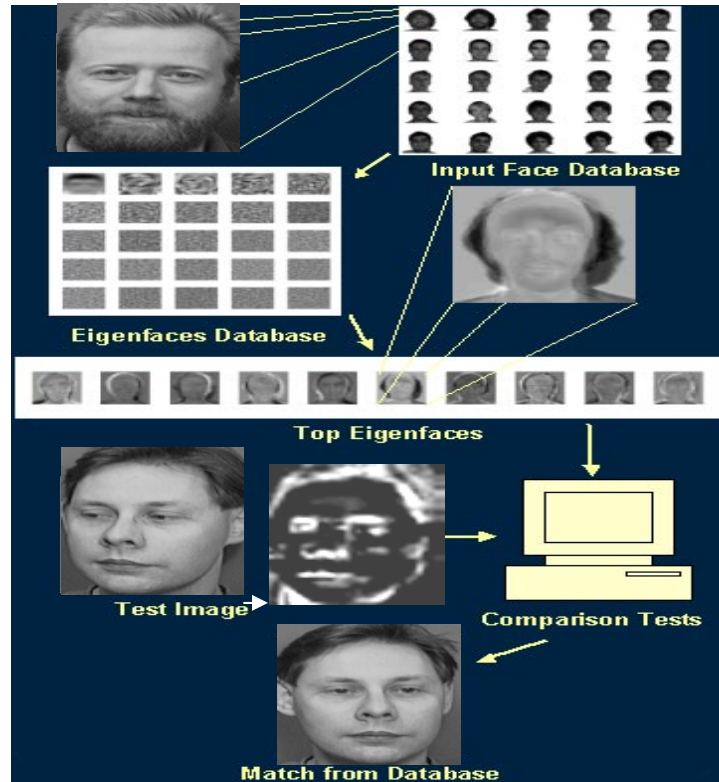 Input Face Database
Eigenfaces Database
Top Eigenfaces
Test Image
Comparison Tests
Match from Database